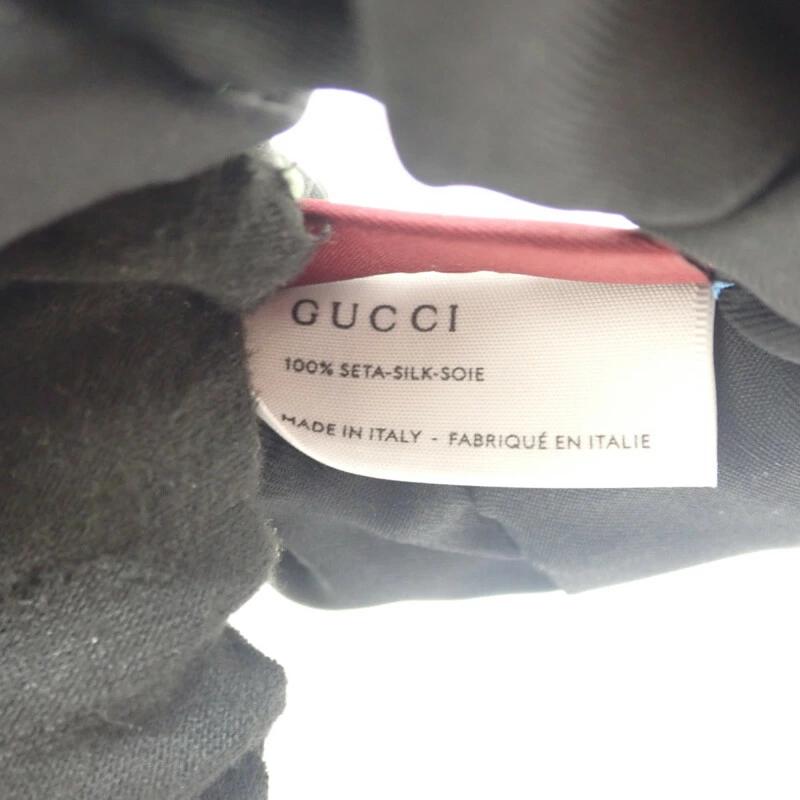 GUCCI
100% SETA-SILK-SOIE
MADE IN ITALY - FABRIQUÉ EN ITALIE